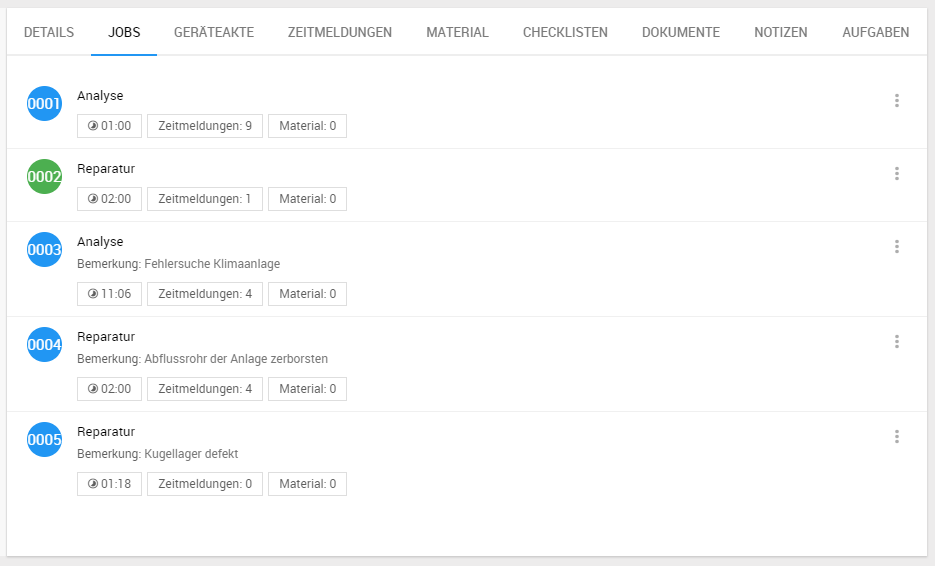 DETAILS JOBS GERÄTEAKTE ZEITMELDUNGEN MATERIAL CHECKLISTEN DOKUMENTE NOTIZEN AUFGABEN
0001 Analyse
01:00 Zeitmeldungen: 9 Material: 0
0002 Reparatur
02:00 Zeitmeldungen: 1 Material: 0
0003 Analyse
Bemerkung: Fehlersuche Klimaanlage
11:06 Zeitmeldungen: 4 Material: 0
0004 Reparatur
Bemerkung: Abflussrohr der Anlage zerborsten
02:00 Zeitmeldungen: 4 Material: 0
0005 Reparatur
Bemerkung: Kugellager defekt
01:18 Zeitmeldungen: 0 Material: 0